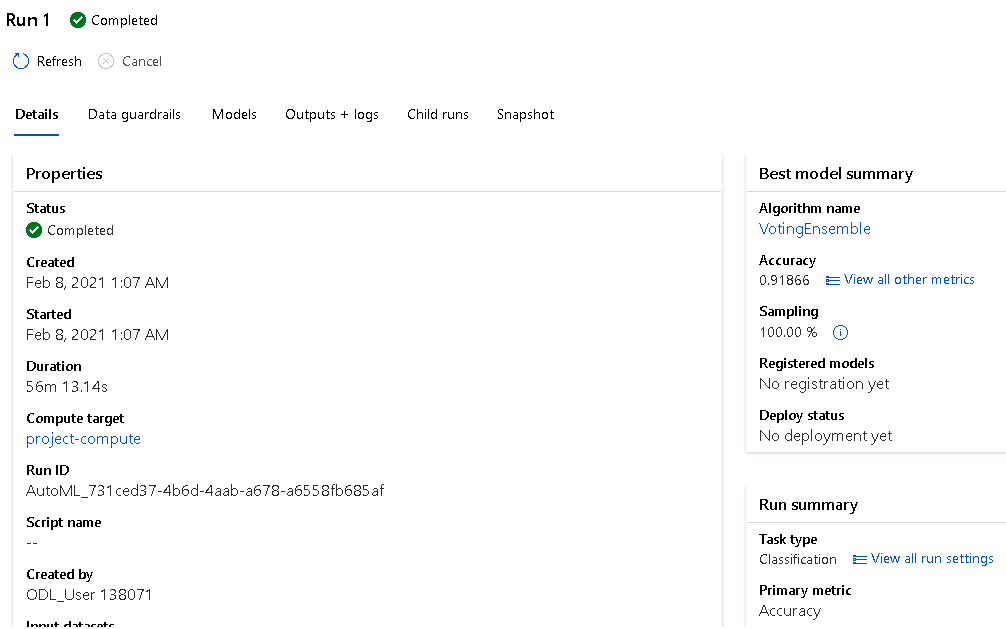 Run 1 Completed
Refresh Cancel
Details Data guardrails Models Outputs + logs Child runs Snapshot
Properties
Status
Completed
Created
Feb 8, 2021 1:07 AM
Started
Feb 8, 2021 1:07 AM
Duration
56m 13.14s
Compute target
project-compute
Run ID
AutoML_731ced37-4b6d-4aab-a678-a6558fb685af
Script name
--
Created by
ODL_User 138071
Input datasets
Best model summary
Algorithm name
VotingEnsemble
Accuracy
0.91866 View all other metrics
Sampling
100.00 %
Registered models
No registration yet
Deploy status
No deployment yet
Run summary
Task type
Classification View all run settings
Primary metric
Accuracy